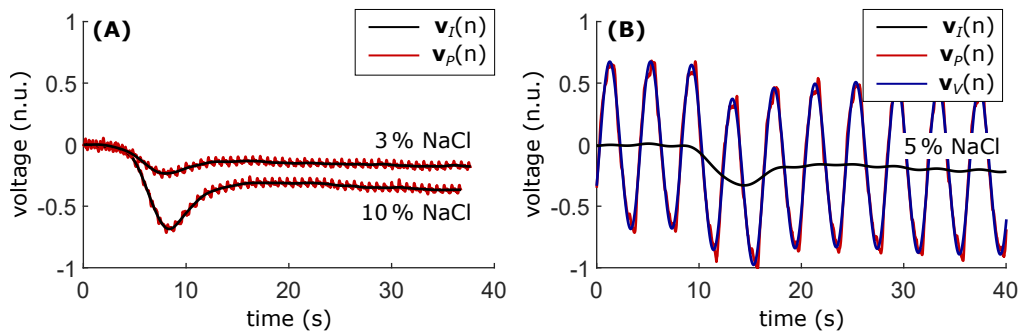 (A)
v_I(n)
v_P(n)
voltage (n.u.)
1
0.5
0
-0.5
-1
3 % NaCl
10 % NaCl
0
10
20
30
40
time (s)
(B)
v_I(n)
v_P(n)
v_V(n)
voltage (n.u.)
1
0.5
0
-0.5
-1
5 % NaCl
0
10
20
30
40
time (s)